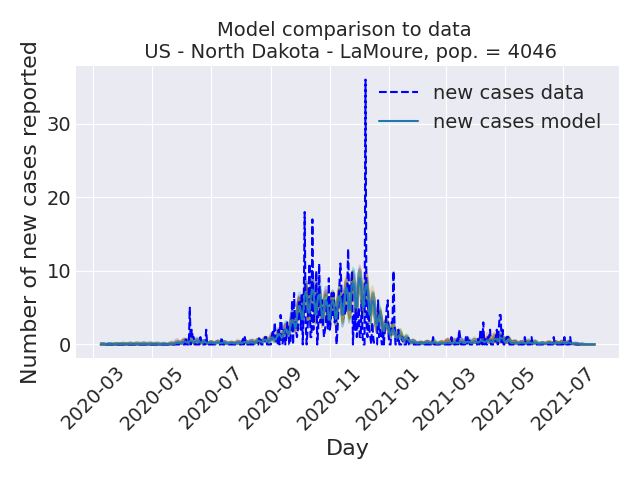 Model comparison to data
US - North Dakota - LaMoure, pop. = 4046
Number of new cases reported
30
20
10
0
new cases data
new cases model
2020-03
2020-05
2020-07
2020-09
2020-11
2021-01
2021-03
2021-05
2021-07
Day